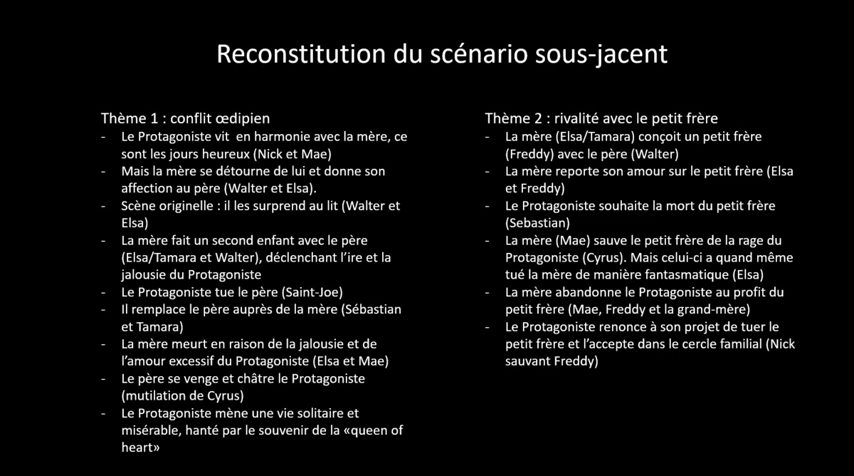 Reconstitution du scénario sous-jacent
Thème 1 : conflit œdipien
- Le Protagoniste vit en harmonie avec la mère, ce
sont les jours heureux (Nick et Mae)
- Mais la mère se détourne de lui et donne son
affection au père (Walter et Elsa).
- Scène originelle : il les surprend au lit (Walter et
Elsa)
- La mère fait un second enfant avec le père
(Elsa/Tamara et Walter), déclenchant l’ire et la
jalousie du Protagoniste
- Le Protagoniste tue le père (Saint-Joe)
- Il remplace le père auprès de la mère (Sébastian
et Tamara)
- La mère meurt en raison de la jalousie et de
l’amour excessif du Protagoniste (Elsa et Mae)
- Le père se venge et châtre le Protagoniste
(mutilation de Cyrus)
- Le Protagoniste mène une vie solitaire et
misérable, hanté par le souvenir de la «queen of
heart»
Thème 2 : rivalité avec le petit frère
- La mère (Elsa/Tamara) conçoit un petit frère
(Freddy) avec le père (Walter)
- La mère reporte son amour sur le petit frère (Elsa
et Freddy)
- Le Protagoniste souhaite la mort du petit frère
(Sebastian)
- La mère (Mae) sauve le petit frère de la rage du
Protagoniste (Cyrus). Mais celui-ci a quand même
tué la mère de manière fantasmatique (Elsa)
- La mère abandonne le Protagoniste au profit du
petit frère (Mae, Freddy et la grand-mère)
- Le Protagoniste renonce à son projet de tuer le
petit frère et l’accepte dans le cercle familial (Nick
sauvant Freddy)